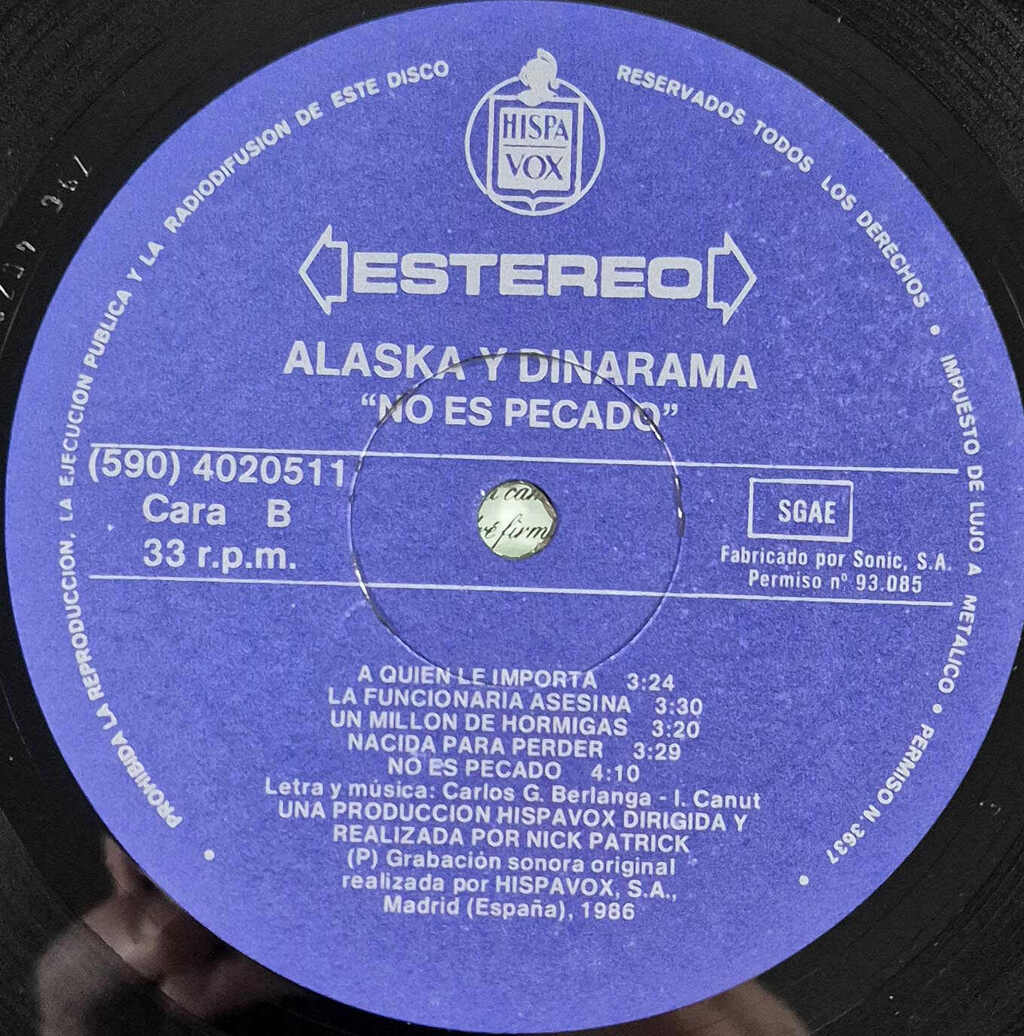 PROHIBIDA LA REPRODUCCION, LA EJECUCION PUBLICA Y LA RADIODIFUSION DE ESTE DISCO
RESERVADOS TODOS LOS DERECHOS • IMPUESTO DE LUJO A METALICO • PERMISO N 3637
HISPA
VOX
ESTEREO
ALASKA Y DINARAMA
“NO ES PECADO”
(590) 4020511
Cara B
33 r.p.m.
SGAE
Fabricado por Sonic, S.A.
Permiso nº 93.085
A QUIEN LE IMPORTA 3:24
LA FUNCIONARIA ASESINA 3:30
UN MILLON DE HORMIGAS 3:20
NACIDA PARA PERDER 3:29
NO ES PECADO 4:10
Letra y música: Carlos G. Berlanga - I. Canut
UNA PRODUCCION HISPAVOX DIRIGIDA Y
REALIZADA POR NICK PATRICK
(P) Grabación sonora original
realizada por HISPAVOX, S.A.,
Madrid (España), 1986